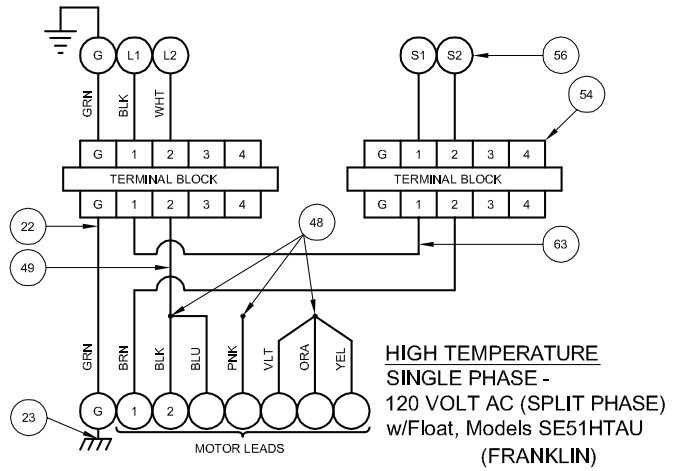 G L1 L2 S1 S2 56
54
GRN BLK WHT
G 1 2 3 4 G 1 2 3 4
TERMINAL BLOCK TERMINAL BLOCK
G 1 2 3 4 G 1 2 3 4
22 48
49 63
GRN BRN BLK BLU PNK VLT ORA YEL
HIGH TEMPERATURE
SINGLE PHASE -
120 VOLT AC (SPLIT PHASE)
w/Float, Models SE51HTAU
(FRANKLIN)
23 G 1 2
MOTOR LEADS